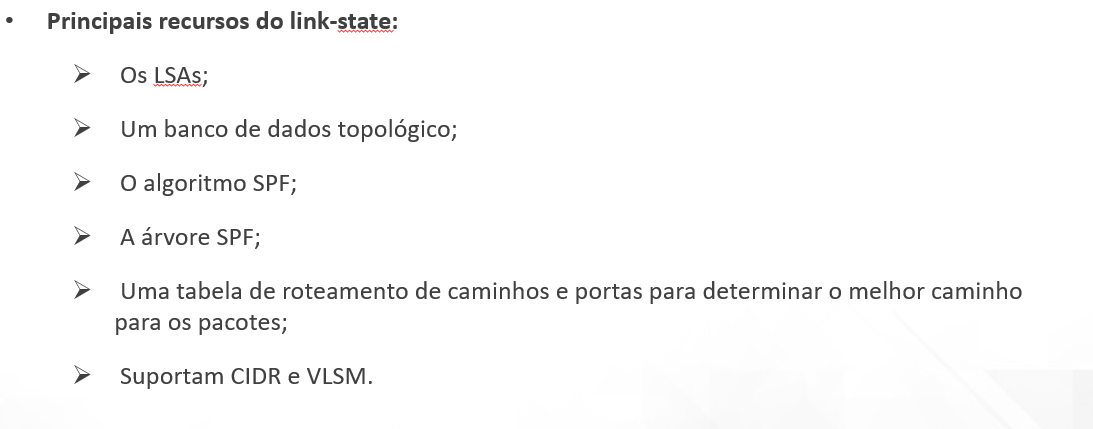 • Principais recursos do link-state:
➢ Os LSAs;
➢ Um banco de dados topológico;
➢ O algoritmo SPF;
➢ A árvore SPF;
➢ Uma tabela de roteamento de caminhos e portas para determinar o melhor caminho
para os pacotes;
➢ Suportam CIDR e VLSM.